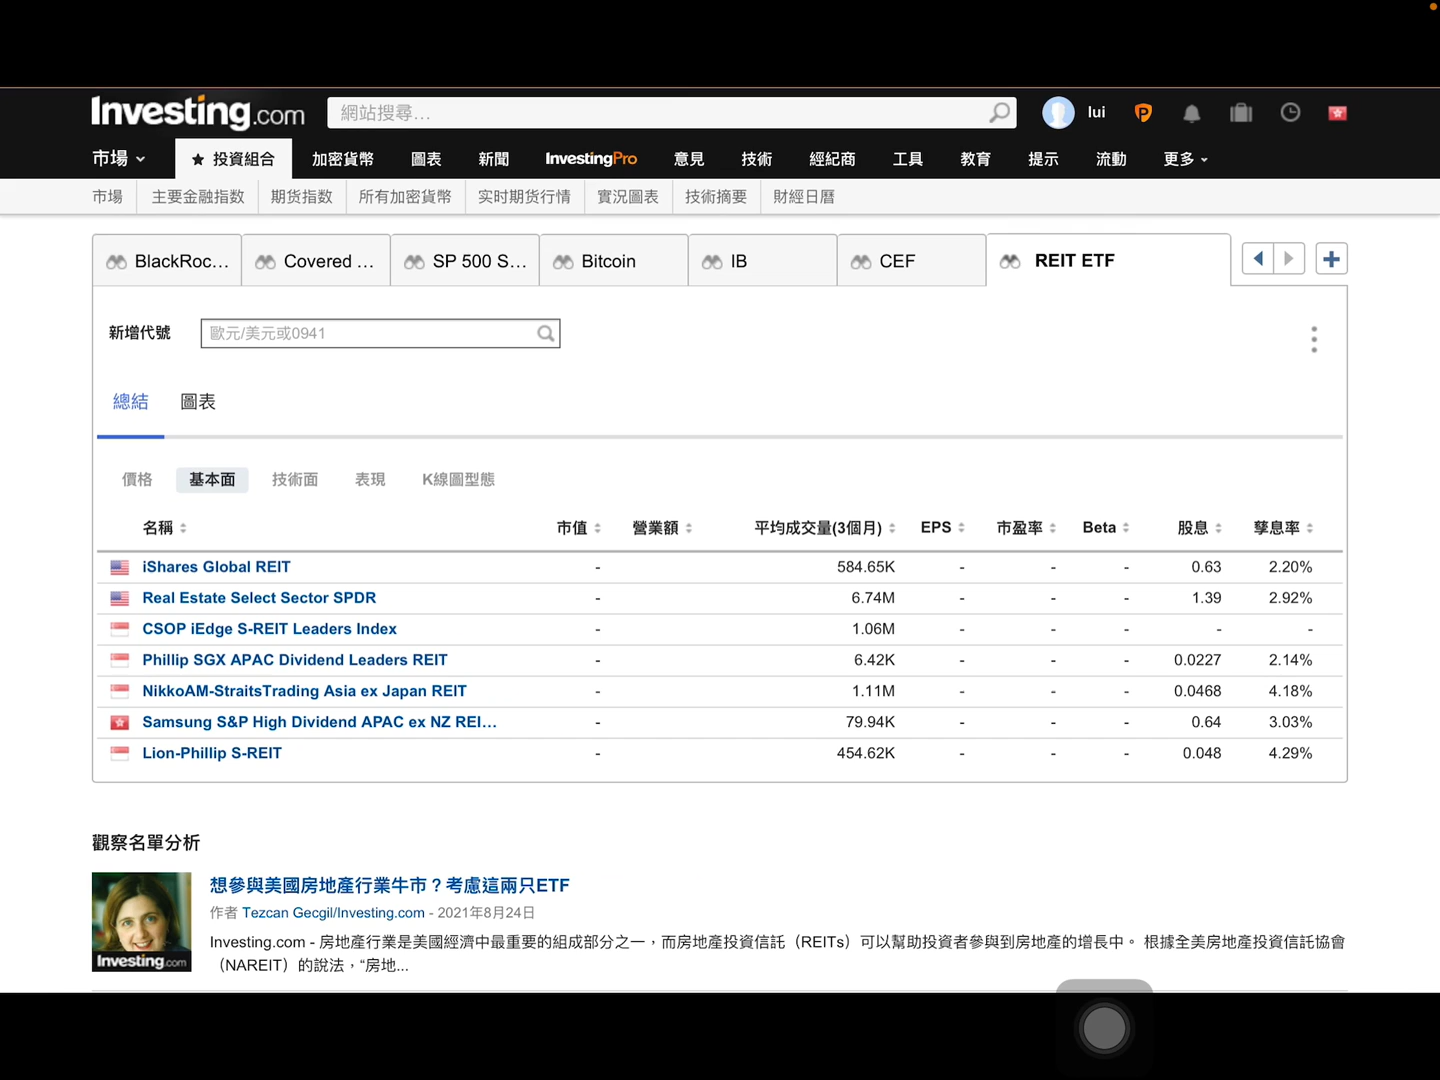 Investing.com 網站搜尋… lui
市場 投資組合 加密貨幣 圖表 新聞 InvestingPro 意見 技術 經紀商 工具 教育 提示 流動 更多
市場 主要金融指数 期货指数 所有加密貨幣 实时期货行情 實況圖表 技術摘要 財經日曆
BlackRoc... Covered ... SP 500 S... Bitcoin IB CEF REIT ETF
新增代號 歐元/美元或0941
總結 圖表
價格 基本面 技術面 表現 K線圖型態
名稱 市值 營業額 平均成交量(3個月) EPS 市盈率 Beta 股息 孳息率
iShares Global REIT - 584.65K - - - 0.63 2.20%
Real Estate Select Sector SPDR - 6.74M - - - 1.39 2.92%
CSOP iEdge S-REIT Leaders Index - 1.06M - - - - -
Phillip SGX APAC Dividend Leaders REIT - 6.42K - - - 0.0227 2.14%
NikkoAM-StraitsTrading Asia ex Japan REIT - 1.11M - - - 0.0468 4.18%
Samsung S&P High Dividend APAC ex NZ REI... - 79.94K - - - 0.64 3.03%
Lion-Phillip S-REIT - 454.62K - - - 0.048 4.29%
觀察名單分析
想參與美國房地產行業牛市？考慮這兩只ETF
作者 Tezcan Gecgil/Investing.com - 2021年8月24日
Investing.com - 房地產行業是美國經濟中最重要的組成部分之一，而房地產投資信託（REITs）可以幫助投資者參與到房地產的增長中。 根據全美房地產投資信託協會
（NAREIT）的說法，“房地...
Investing.com